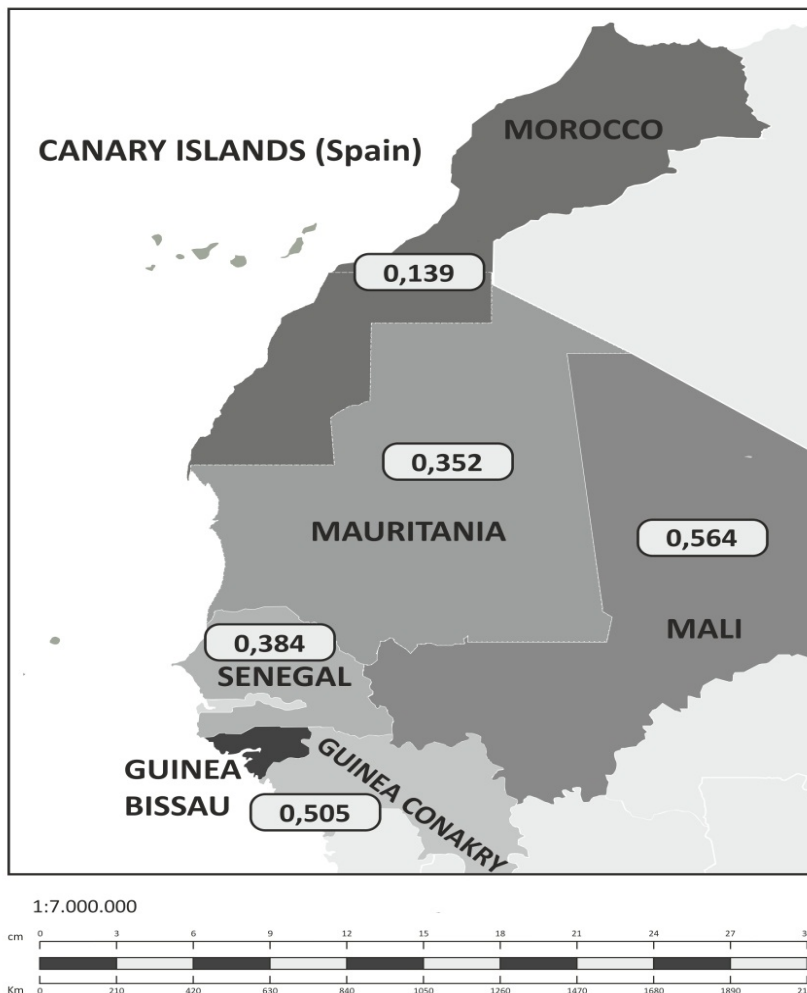 MOROCCO
CANARY ISLANDS (Spain)
0,139
0,352
MAURITANIA
0,564
MALI
0,384
SENEGAL
GUINEA
BISSAU
GUINEA CONAKRY
0,505
1:7.000.000
cm 0 3 6 9 12 15 18 21 24 27 3
Km 0 210 420 630 840 1050 1260 1470 1680 1890 21